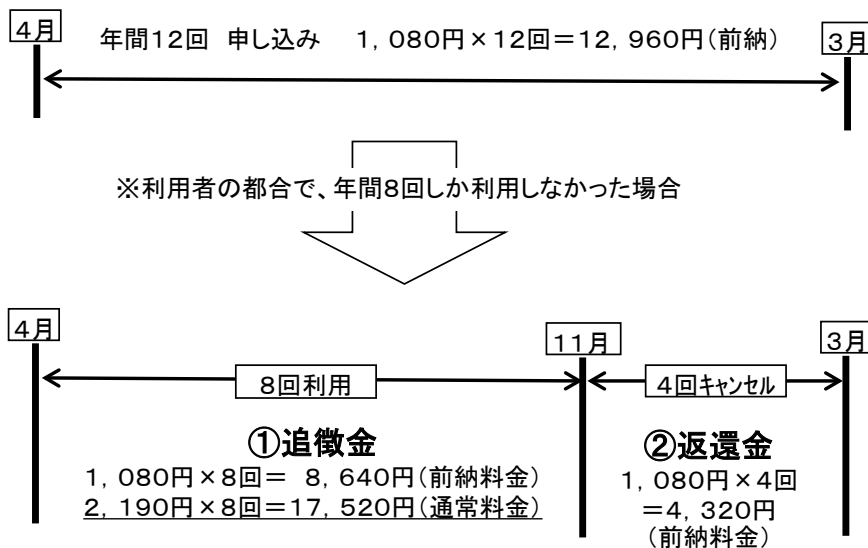 4月
年間12回 申し込み 1,080円×12回=12,960円(前納)
3月
※利用者の都合で、年間8回しか利用しなかった場合
4月
11月
3月
8回利用
4回キャンセル
①追徴金
1,080円×8回= 8,640円(前納料金)
2,190円×8回=17,520円(通常料金)
②返還金
1,080円×4回
=4,320円
(前納料金)